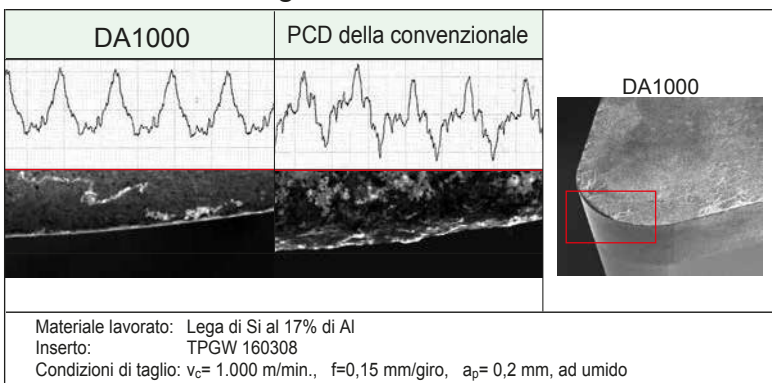 DA1000
PCD della convenzionale
DA1000
Materiale lavorato: Lega di Si al 17% di Al
Inserto: TPGW 160308
Condizioni di taglio: vc= 1.000 m/min., f=0,15 mm/giro, ap= 0,2 mm, ad umido